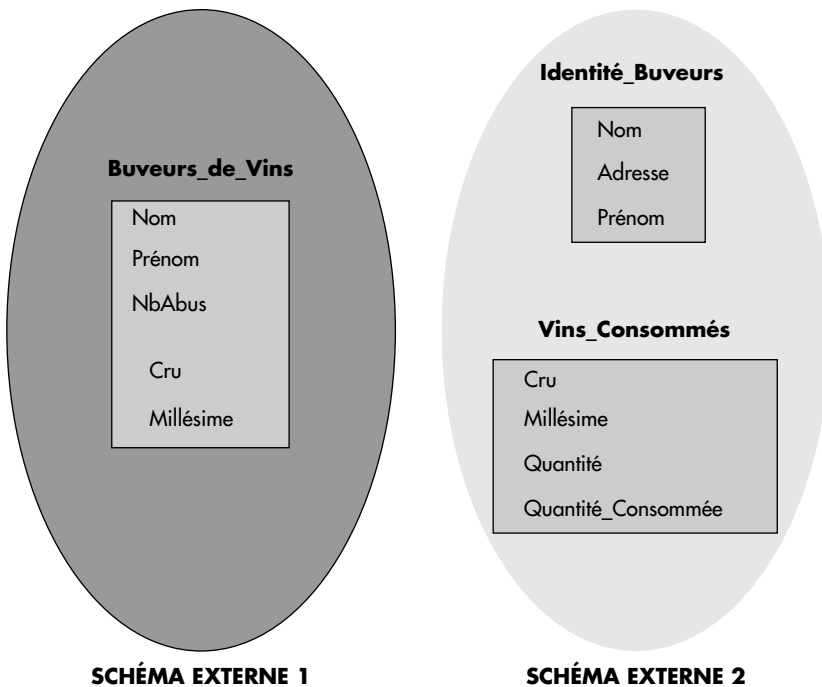 Buveurs_de_Vins
Nom
Prénom
NbAbus
Cru
Millésime
SCHÉMA EXTERNE 1
Identité_Buveurs
Nom
Adresse
Prénom
Vins_Consommés
Cru
Millésime
Quantité
Quantité_Consommée
SCHÉMA EXTERNE 2